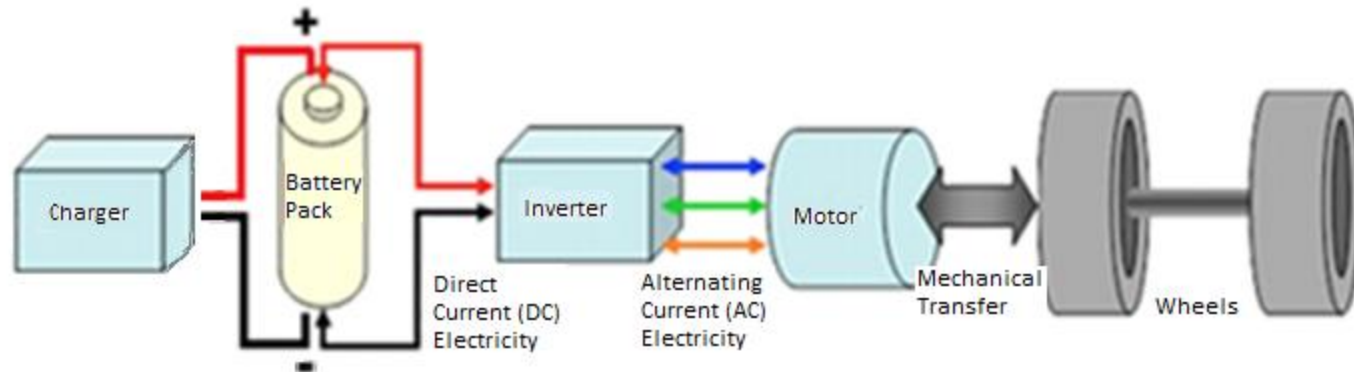 +
Charger
Battery
Pack
Inverter
Motor
Direct
Current (DC)
Electricity
Alternating
Current (AC)
Electricity
Mechanical
Transfer
Wheels
-